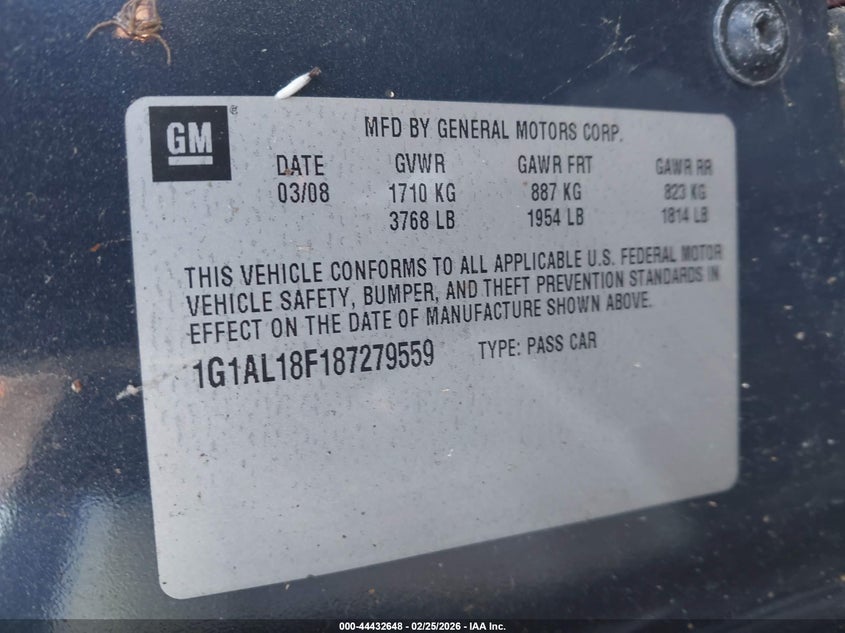 GM ®
MFD BY GENERAL MOTORS CORP.
DATE GVWR GAWR FRT GAWR RR
03/08 1710 KG 887 KG 823 KG
3768 LB 1954 LB 1814 LB
THIS VEHICLE CONFORMS TO ALL APPLICABLE U.S. FEDERAL MOTOR
VEHICLE SAFETY, BUMPER, AND THEFT PREVENTION STANDARDS IN
EFFECT ON THE DATE OF MANUFACTURE SHOWN ABOVE.
1G1AL18F187279559 TYPE: PASS CAR
000-44432648 - 02/25/2026 - IAA Inc.